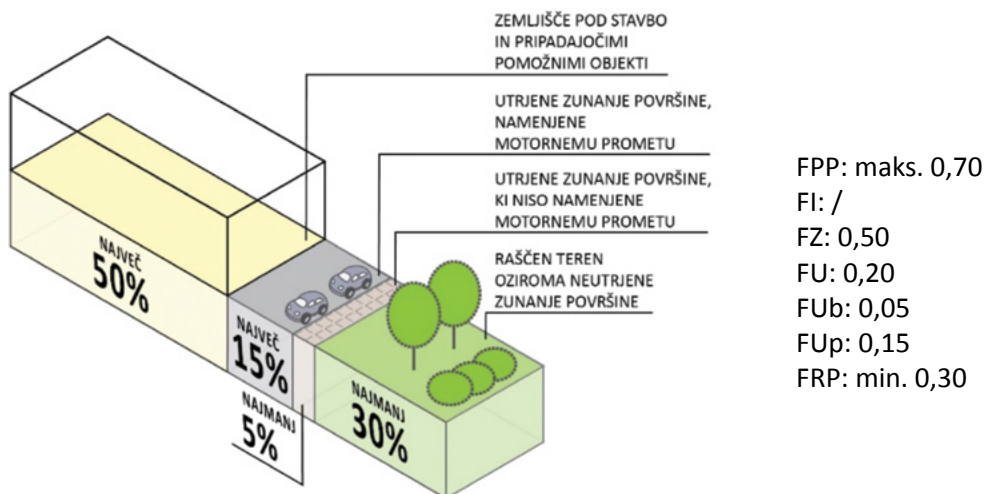 ZEMLJIŠČE POD STAVBO
IN PRIPADAJOČIMI
POMOŽNIMI OBJEKTI
UTRJENE ZUNANJE POVRŠINE,
NAMENJENE
MOTORNEMU PROMETU
UTRJENE ZUNANJE POVRŠINE,
KI NISO NAMENJENE
MOTORNEMU PROMETU
RAŠČEN TEREN
OZIROMA NEUTRJENE
ZUNANJE POVRŠINE
NAJVEČ
50%
NAJVEČ
15%
NAJMANJ
5%
NAJMANJ
30%
FPP: maks. 0,70
FI: /
FZ: 0,50
FU: 0,20
FUb: 0,05
FUp: 0,15
FRP: min. 0,30